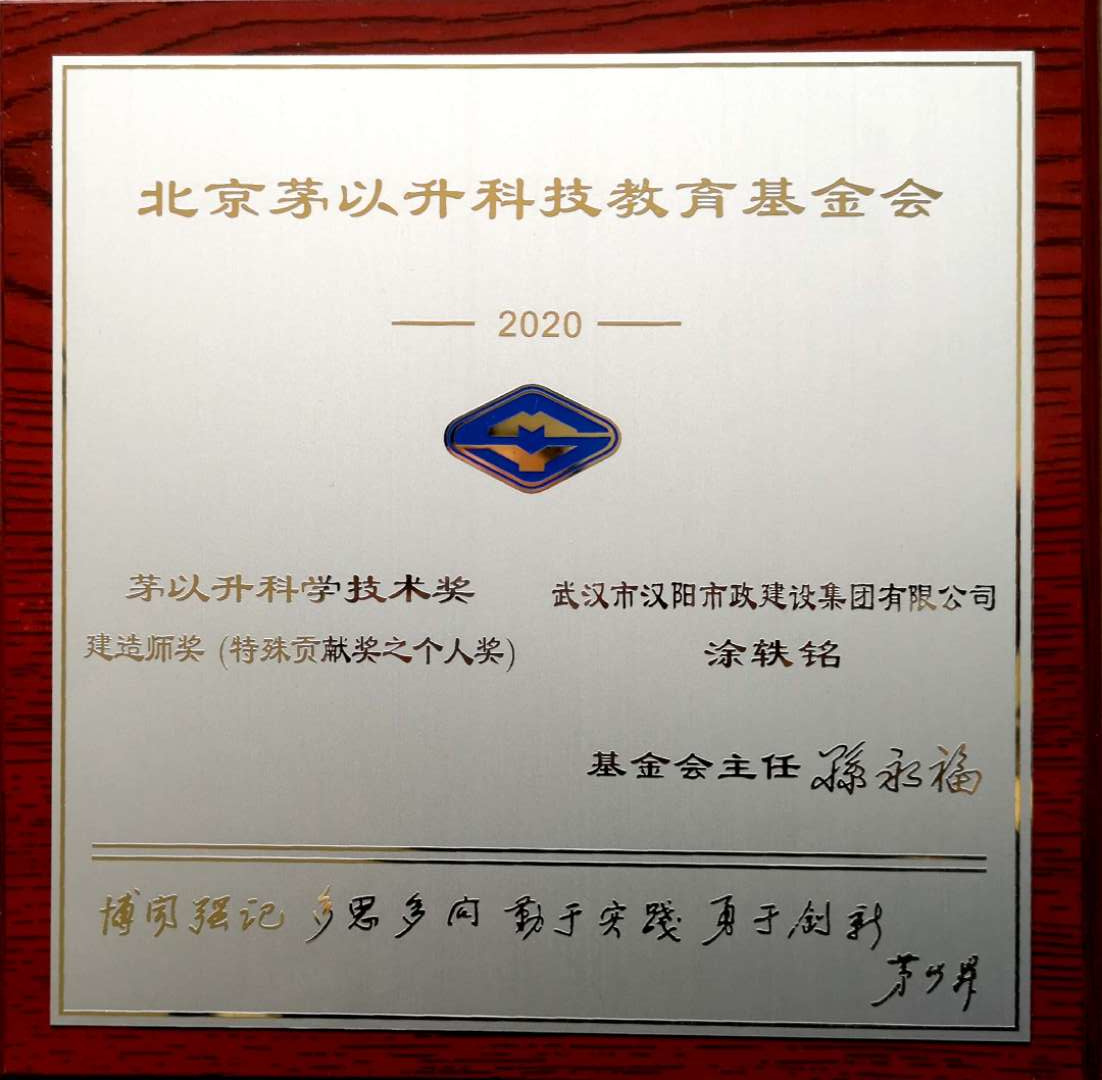 北京茅以升科技教育基金会
2020
茅以升科学技术奖
建造师奖（特殊贡献奖之个人奖）
武汉市汉阳市政建设集团有限公司
涂轶铭
基金会主任 孫永福
博闻强记 多思多问 勤于实践 勇于创新
茅以昇